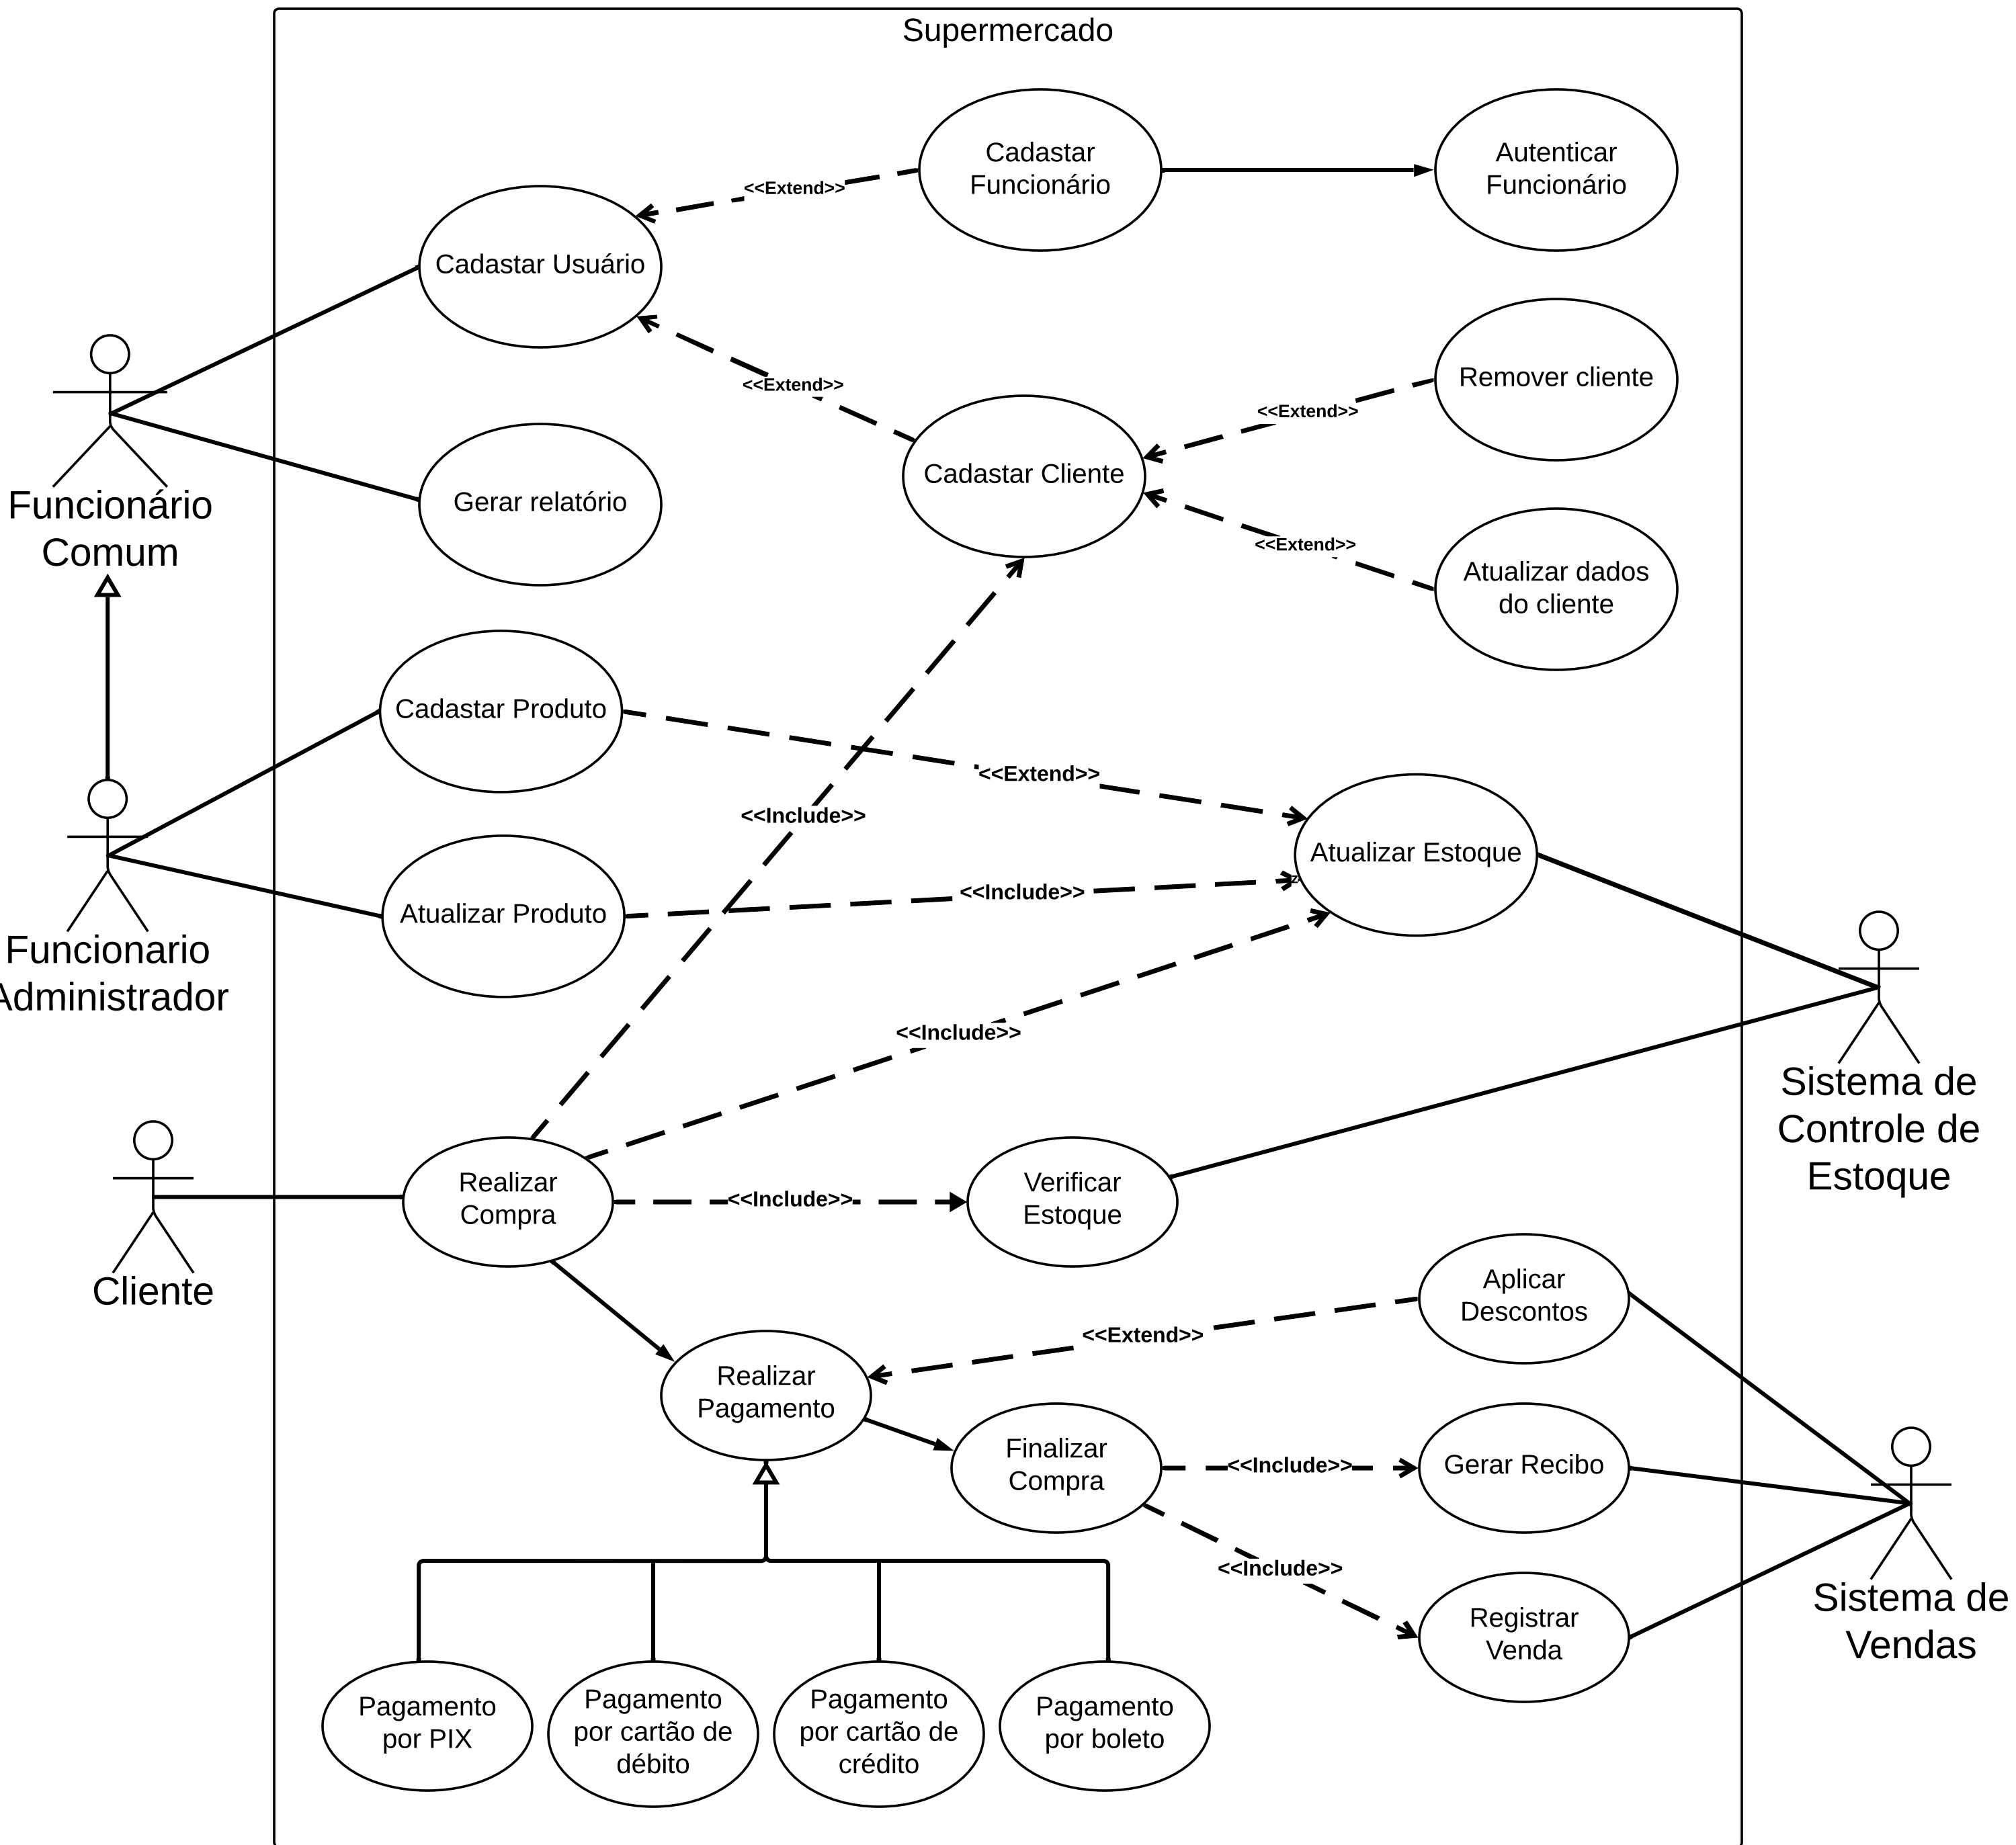 Supermercado
Cadastar
Funcionário
Autenticar
Funcionário
<<Extend>>
Cadastar Usuário
Remover cliente
<<Extend>>
<<Extend>>
Cadastar Cliente
Gerar relatório
Funcionário
Comum
<<Extend>>
Atualizar dados
do cliente
Cadastar Produto
<<Extend>>
<<Include>>
Atualizar Estoque
<<Include>>
Atualizar Produto
Funcionario
Administrador
<<Include>>
Sistema de
Controle de
Estoque
Realizar
Compra
<<Include>>
Verificar
Estoque
Cliente
Aplicar
Descontos
<<Extend>>
Realizar
Pagamento
Finalizar
Compra
<<Include>>
Gerar Recibo
<<Include>>
Registrar
Venda
Sistema de
Vendas
Pagamento
por PIX
Pagamento
por cartão de
débito
Pagamento
por cartão de
crédito
Pagamento
por boleto